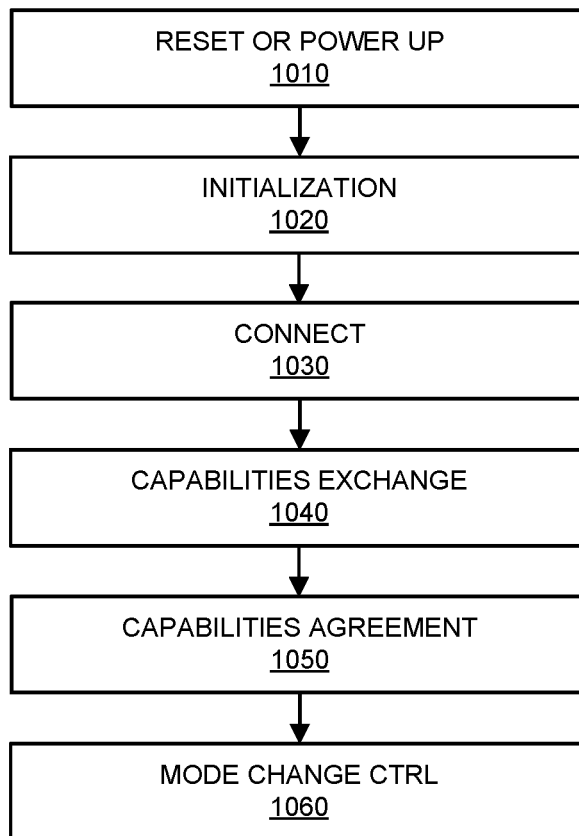 RESET OR POWER UP
1010
INITIALIZATION
1020
CONNECT
1030
CAPABILITIES EXCHANGE
1040
CAPABILITIES AGREEMENT
1050
MODE CHANGE CTRL
1060